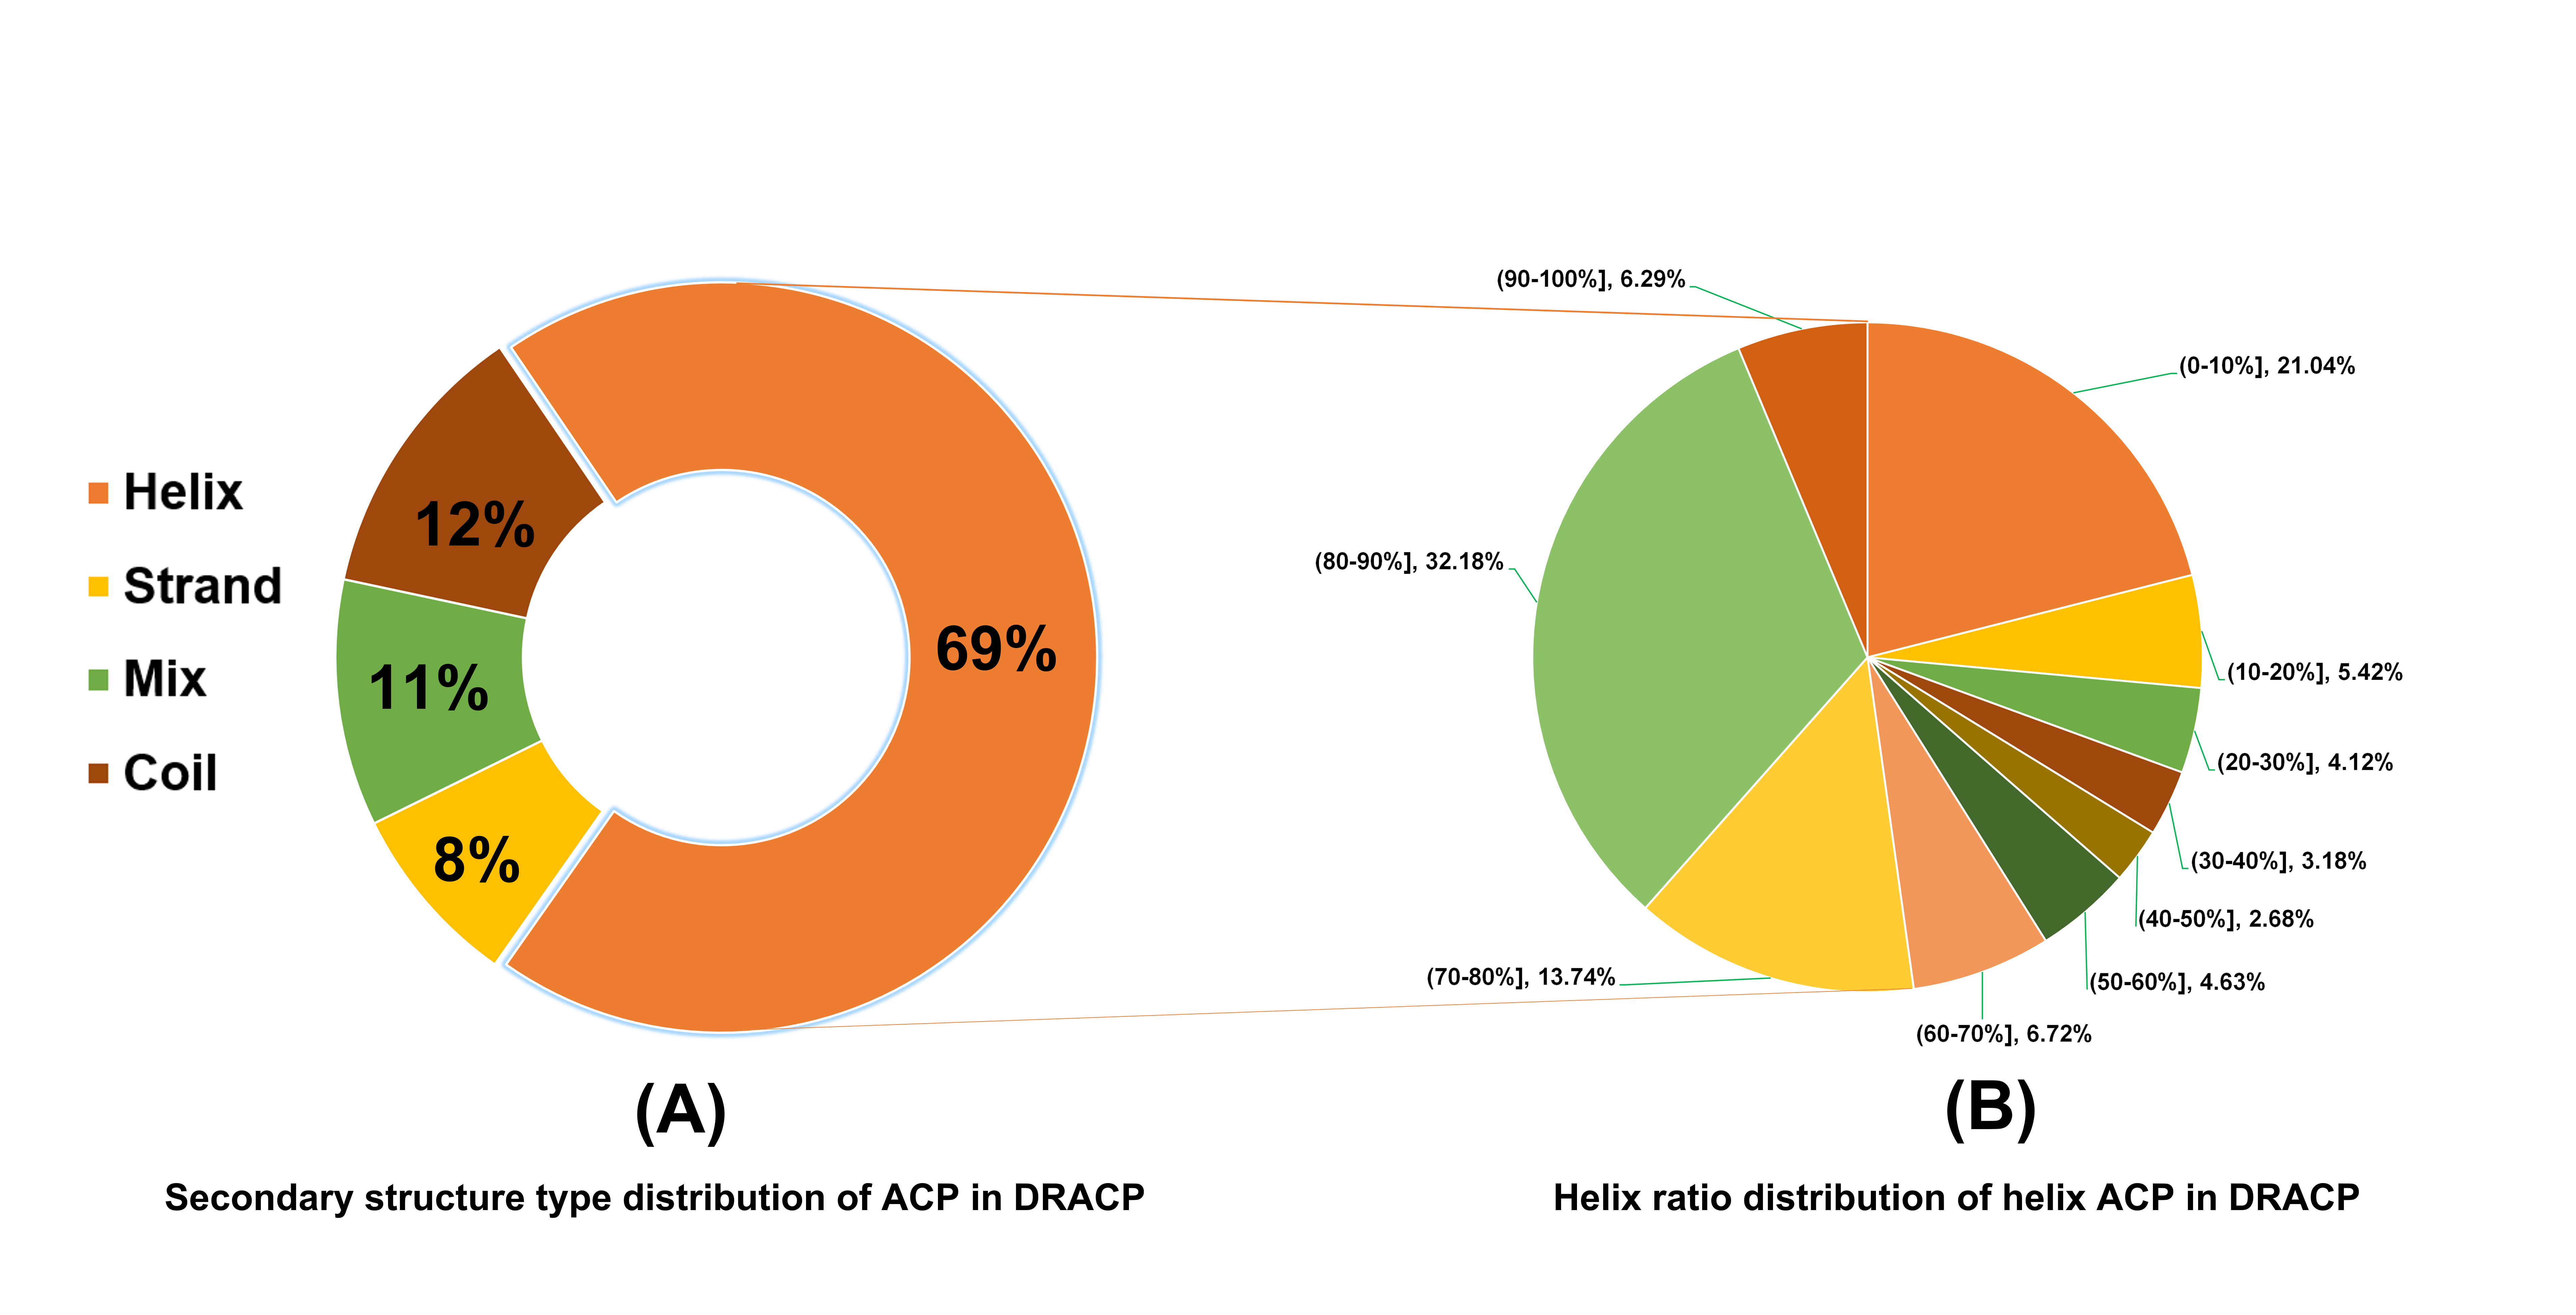 Helix
Strand
Mix
Coil
12%
11%
8%
69%
(90-100%], 6.29%
(0-10%], 21.04%
(80-90%], 32.18%
(10-20%], 5.42%
(20-30%], 4.12%
(30-40%], 3.18%
(40-50%], 2.68%
(70-80%], 13.74%
(50-60%], 4.63%
(60-70%], 6.72%
(A)
(B)
Secondary structure type distribution of ACP in DRACP
Helix ratio distribution of helix ACP in DRACP